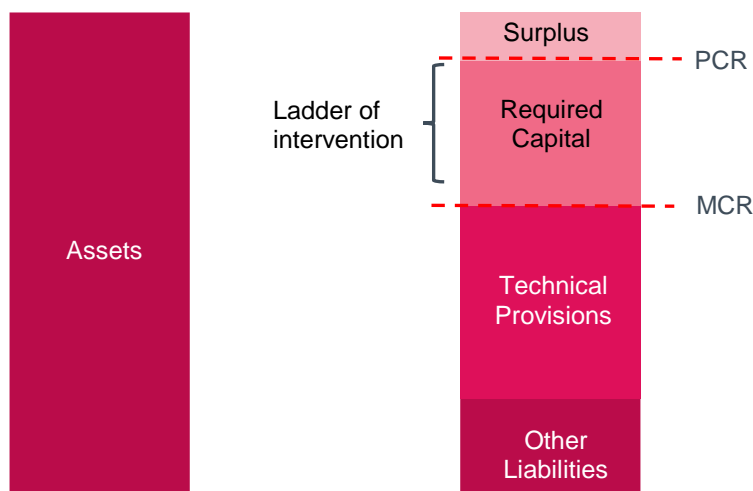 Surplus
PCR
Ladder of
intervention
Required
Capital
MCR
Assets
Technical
Provisions
Other
Liabilities